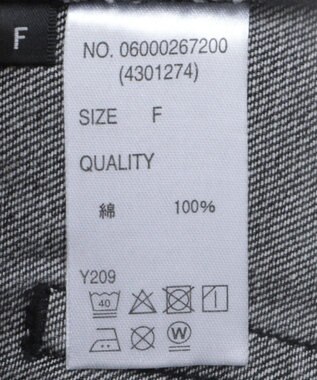 F
NO. 06000267200
(4301274)
SIZE F
QUALITY
綿 100%
Y209
40
W